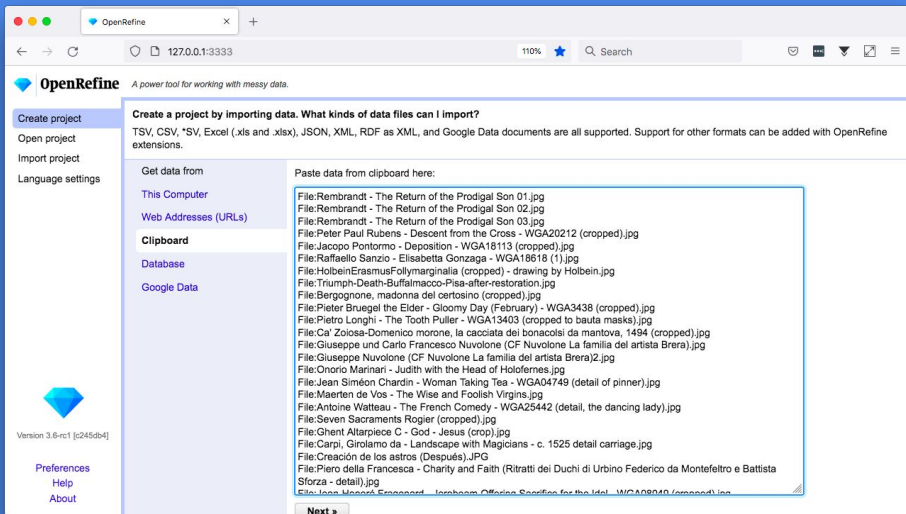 OpenRefine
127.0.0.1:3333
110%
Search
OpenRefine
A power tool for working with messy data.
Create project
Open project
Import project
Language settings
Create a project by importing data. What kinds of data files can I import?
TSV, CSV, *SV, Excel (.xls and .xlsx), JSON, XML, RDF as XML, and Google Data documents are all supported. Support for other formats can be added with OpenRefine
extensions.
Get data from
This Computer
Web Addresses (URLs)
Clipboard
Database
Google Data
Paste data from clipboard here:
File:Rembrandt - The Return of the Prodigal Son 01.jpg
File:Rembrandt - The Return of the Prodigal Son 02.jpg
File:Rembrandt - The Return of the Prodigal Son 03.jpg
File:Peter Paul Rubens - Descent from the Cross - WGA20212 (cropped).jpg
File:Jacopo Pontormo - Deposition - WGA18113 (cropped).jpg
File:Raffaello Sanzio - Elisabetta Gonzaga - WGA18618 (1).jpg
File:HolbeinErasmusFollymarginalia (cropped) - drawing by Holbein.jpg
File:Triumph-Death-Buffalmacco-Pisa-after-restoration.jpg
File:Bergognone, madonna del certosino (cropped).jpg
File:Pieter Bruegel the Elder - Gloomy Day (February) - WGA3438 (cropped).jpg
File:Pietro Longhi - The Tooth Puller - WGA13403 (cropped to bauta masks).jpg
File:Ca' Zoiosa-Domenico morone, la cacciata dei bonacolsi da mantova, 1494 (cropped).jpg
File:Giuseppe und Carlo Francesco Nuvolone (CF Nuvolone La familia del artista Brera).jpg
File:Giuseppe Nuvolone (CF Nuvolone La familia del artista Brera)2.jpg
File:Onorio Marinari - Judith with the Head of Holofernes.jpg
File:Jean Siméon Chardin - Woman Taking Tea - WGA04749 (detail of pinner).jpg
File:Maerten de Vos - The Wise and Foolish Virgins.jpg
File:Antoine Watteau - The French Comedy - WGA25442 (detail, the dancing lady).jpg
File:Seven Sacraments Rogier (cropped).jpg
File:Ghent Altarpiece C - God - Jesus (crop).jpg
File:Carpi, Girolamo da - Landscape with Magicians - c. 1525 detail carriage.jpg
File:Creación de los astros (Después).JPG
File:Piero della Francesca - Charity and Faith (Ritratti dei Duchi di Urbino Federico da Montefeltro e Battista
Sforza - detail).jpg
File:Jean-Honoré Fragonard - Jeroboam Offering Sacrifice for the Idol - WGA08049 (cropped).jpg
Next »
Version 3.6-rc1 [c245db4]
Preferences
Help
About